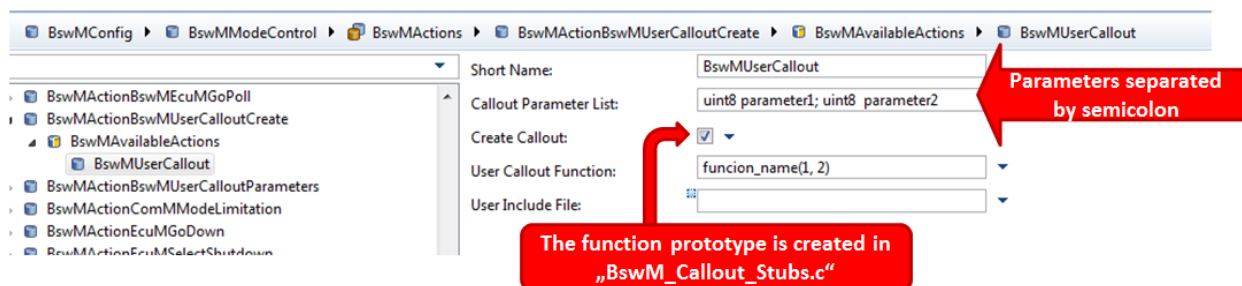 BswMConfig BswMModeControl BswMActions BswMActionBswMUserCalloutCreate BswMAvailableActions BswMUserCallout
Short Name: BswMUserCallout
Parameters separated by semicolon
BswMActionBswMEcuMGoPoll
Callout Parameter List: uint8 parameter1; uint8 parameter2
BswMActionBswMUserCalloutCreate
BswMAvailableActions
Create Callout:
BswMUserCallout
User Callout Function: funcion_name(1, 2)
BswMActionBswMUserCalloutParameters
BswMActionComMModeLimitation
User Include File:
BswMActionEcuMGoDown
BswMActionEcuMSelectShutdown
The function prototype is created in
„BswM_Callout_Stubs.c“